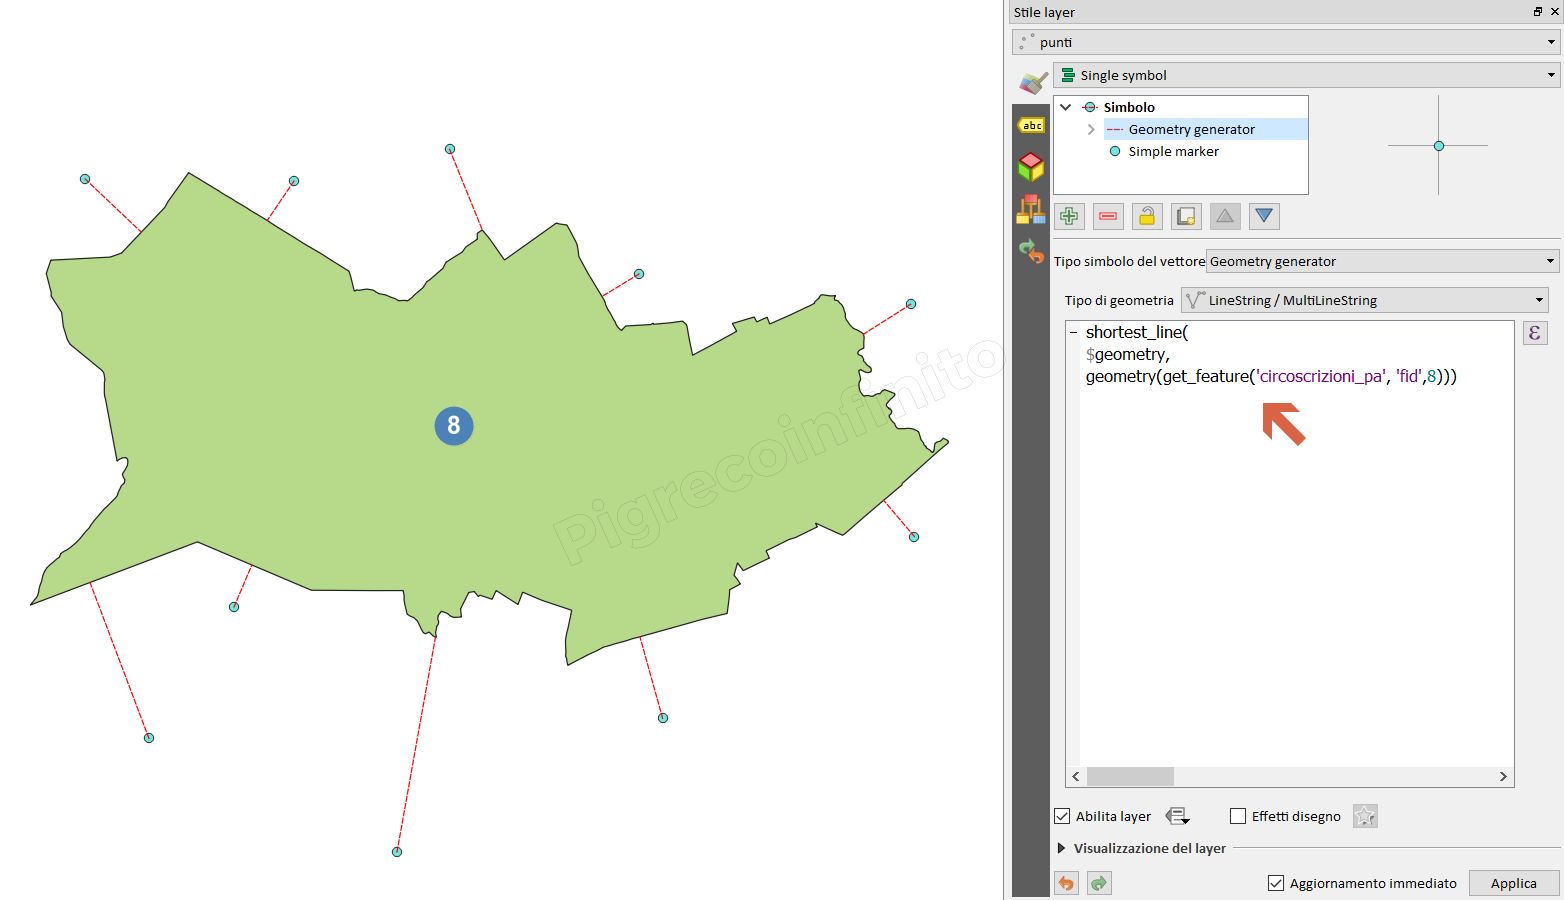 Stile layer
punti
Single symbol
Simbolo
Geometry generator
Simple marker
abc
Tipo simbolo del vettore Geometry generator
Tipo di geometria LineString / MultiLineString
shortest_line(
$geometry,
geometry(get_feature('circoscrizioni_pa', 'fid',8)))
ε
8
Pigrecoinfinito
Abilita layer
Effetti disegno
Visualizzazione del layer
Aggiornamento immediato
Applica